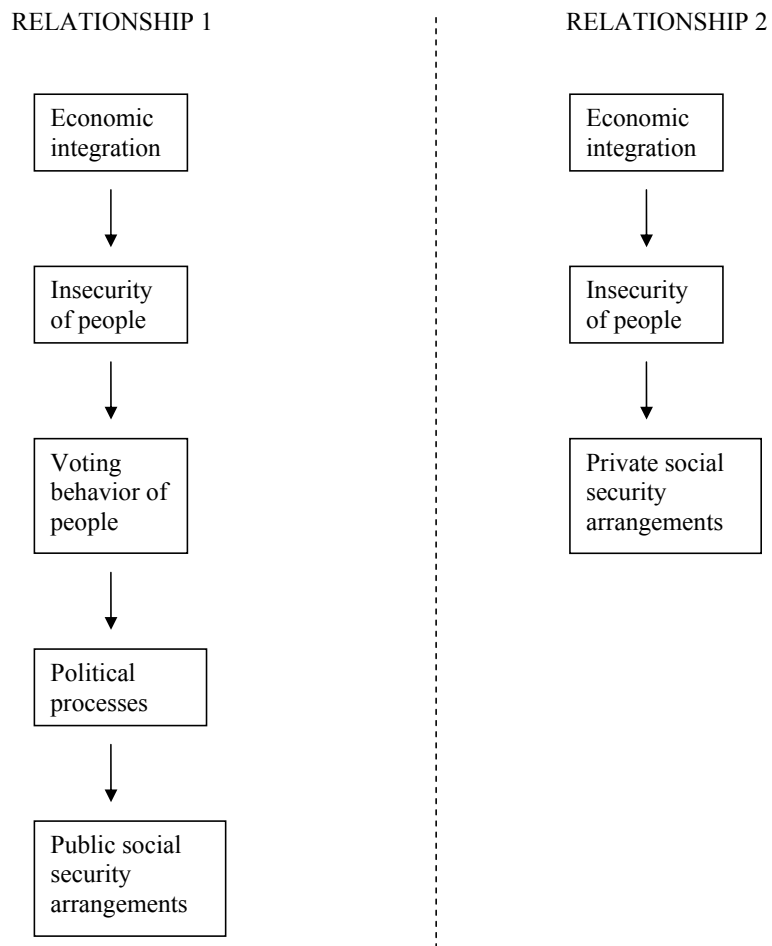 RELATIONSHIP 1
Economic
integration
Insecurity
of people
Voting
behavior of
people
Political
processes
Public social
security
arrangements
RELATIONSHIP 2
Economic
integration
Insecurity
of people
Private social
security
arrangements